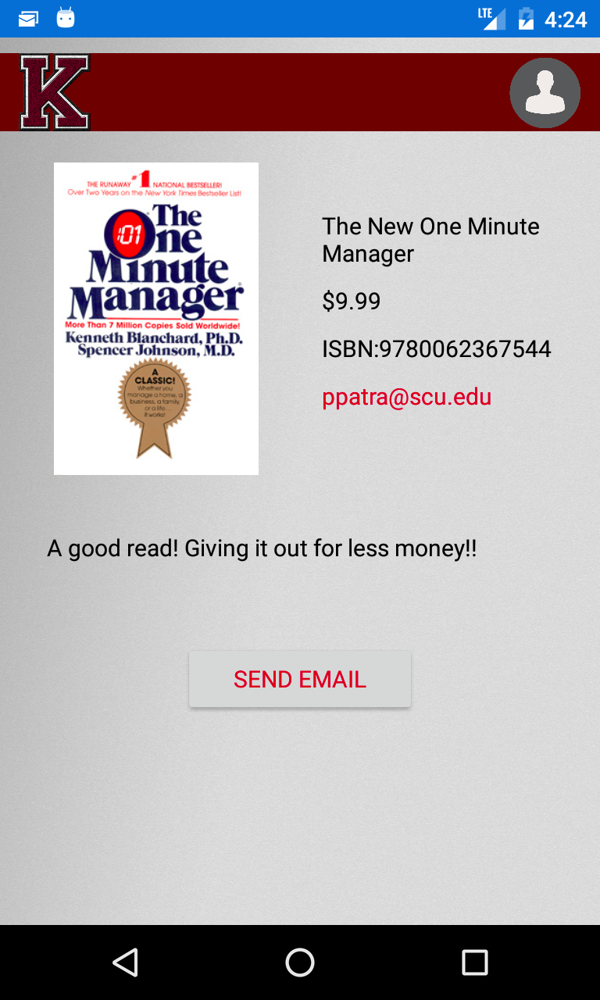 LTE
4:24
K
THE RUNAWAY #1 NATIONAL BESTSELLER!
Over Two Years on the New York Times Bestseller List!
The
:01 One
Minute
Manager®
More Than 7 Million Copies Sold Worldwide!
Kenneth Blanchard, Ph.D.
Spencer Johnson, M.D.
A
CLASSIC!
Whether you
manage a home, a
business, a family,
or a life...
it works!
The New One Minute
Manager
$9.99
ISBN:9780062367544
ppatra@scu.edu
A good read! Giving it out for less money!!
SEND EMAIL